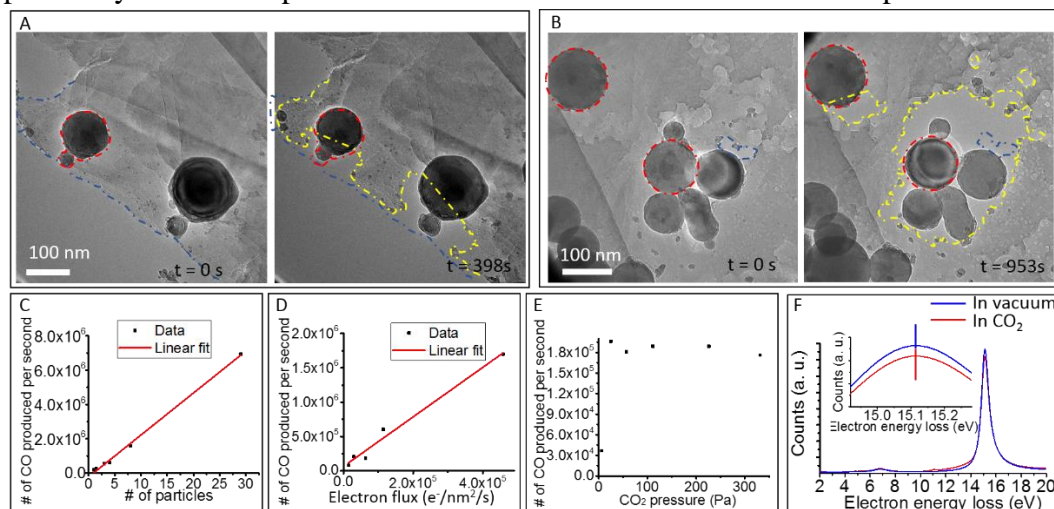 A
t = 0 s
100 nm
t = 398s
B
t = 0 s
100 nm
t = 953s
C
# of CO produced per second
8.0x10⁶
6.0x10⁶
4.0x10⁶
2.0x10⁶
0.0
Data
Linear fit
0 5 10 15 20 25 30
# of particles
D
# of CO produced per second
2.0x10⁶
1.5x10⁶
1.0x10⁶
5.0x10⁵
0.0
Data
Linear fit
0.0 2.0x10⁵ 4.0x10⁵
Electron flux (e⁻/nm²/s)
E
# of CO produced per second
1.8x10⁵
1.5x10⁵
1.2x10⁵
9.0x10⁴
6.0x10⁴
3.0x10⁴
0.0
0 100 200 300
CO₂ pressure (Pa)
F
In vacuum
In CO₂
Counts (a. u.)
Counts (a. u.)
15.0 15.1 15.2
Electron energy loss (eV)
2 4 6 8 10 12 14 16 18 20
Electron energy loss (eV)